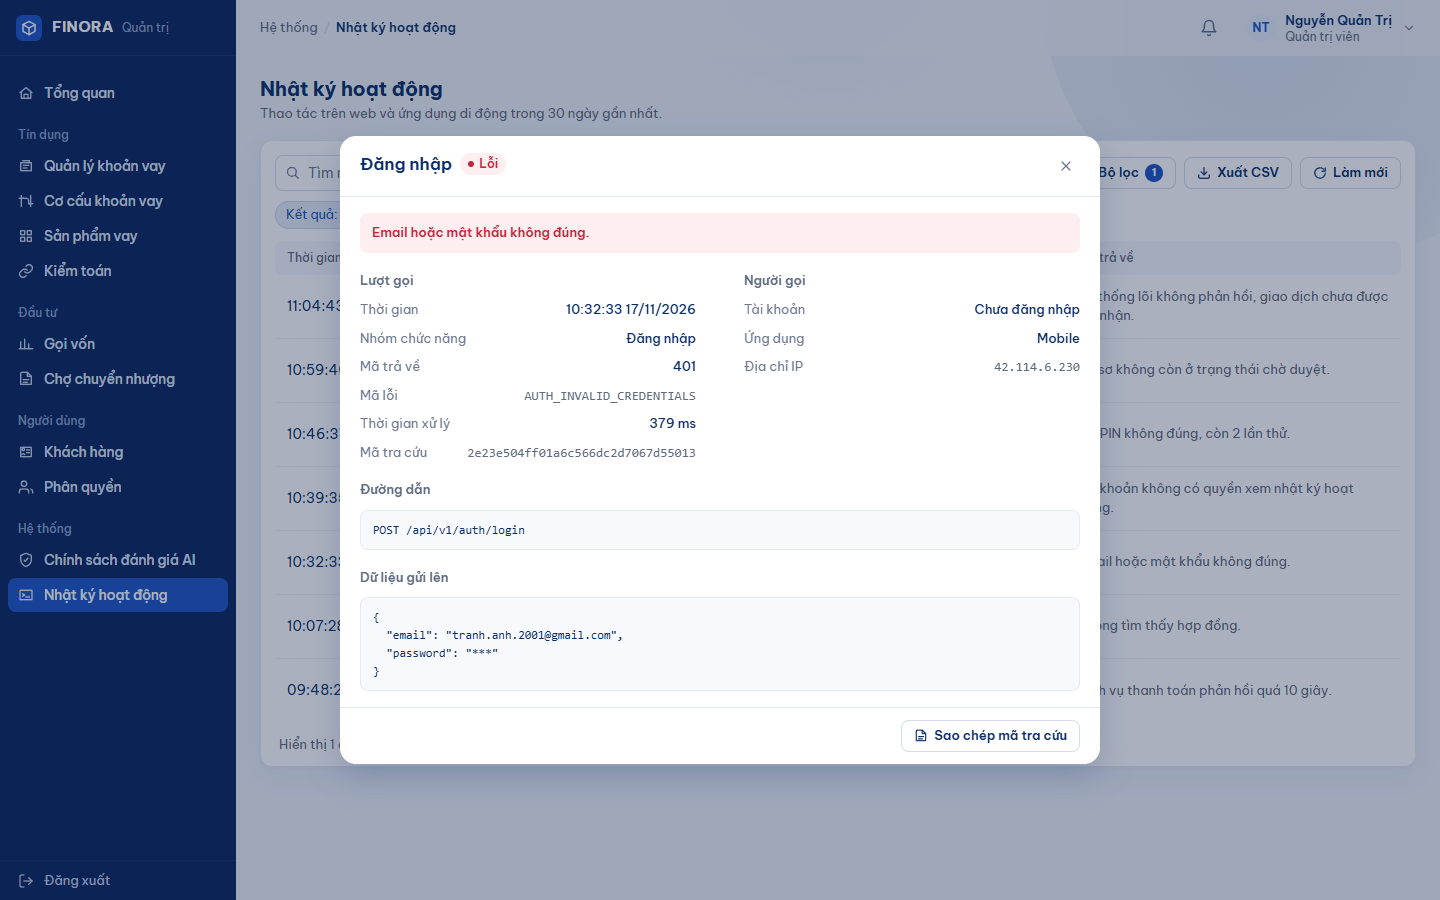 FINORA Quản trị
Hệ thống / Nhật ký hoạt động
NT
Nguyễn Quản Trị
Quản trị viên
Tổng quan
Tín dụng
Quản lý khoản vay
Cơ cấu khoản vay
Sản phẩm vay
Kiểm toán
Đầu tư
Gọi vốn
Chợ chuyển nhượng
Người dùng
Khách hàng
Phân quyền
Hệ thống
Chính sách đánh giá AI
Nhật ký hoạt động
Đăng xuất
Nhật ký hoạt động
Thao tác trên web và ứng dụng di động trong 30 ngày gần nhất.
Tìm
Bộ lọc 1
Xuất CSV
Làm mới
Kết quả:
Thời gian
trả về
11:04:43
thống lõi không phản hồi, giao dịch chưa được
nhận.
10:59:4
sơ không còn ở trạng thái chờ duyệt.
10:46:3
PIN không đúng, còn 2 lần thử.
10:39:3
khoản không có quyền xem nhật ký hoạt
10:32:33
hoặc mật khẩu không đúng.
10:07:28
tìm thấy hợp đồng.
09:48:2
vụ thanh toán phản hồi quá 10 giây.
Hiển thị 1
Đăng nhập
Lỗi
Email hoặc mật khẩu không đúng.
Lượt gọi
Thời gian 10:32:33 17/11/2026
Nhóm chức năng Đăng nhập
Mã trả về 401
Mã lỗi AUTH_INVALID_CREDENTIALS
Thời gian xử lý 379 ms
Mã tra cứu 2e23e504ff01a6c566dc2d7067d55013
Người gọi
Tài khoản Chưa đăng nhập
Ứng dụng Mobile
Địa chỉ IP 42.114.6.230
Đường dẫn
POST /api/v1/auth/login
Dữ liệu gửi lên
{
"email": "tranh.anh.2001@gmail.com",
"password": "***"
}
Sao chép mã tra cứu